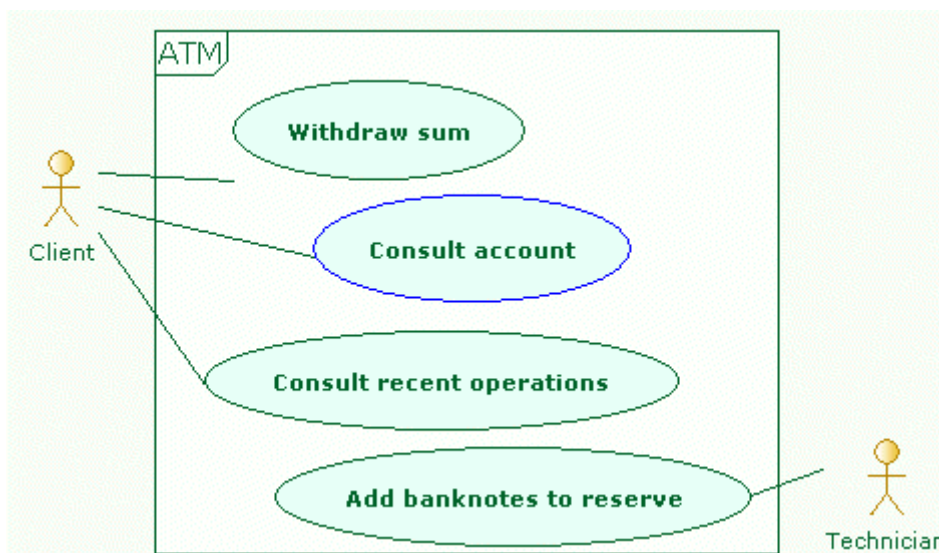 ATM
Withdraw sum
Client
Consult account
Consult recent operations
Add banknotes to reserve
Technician